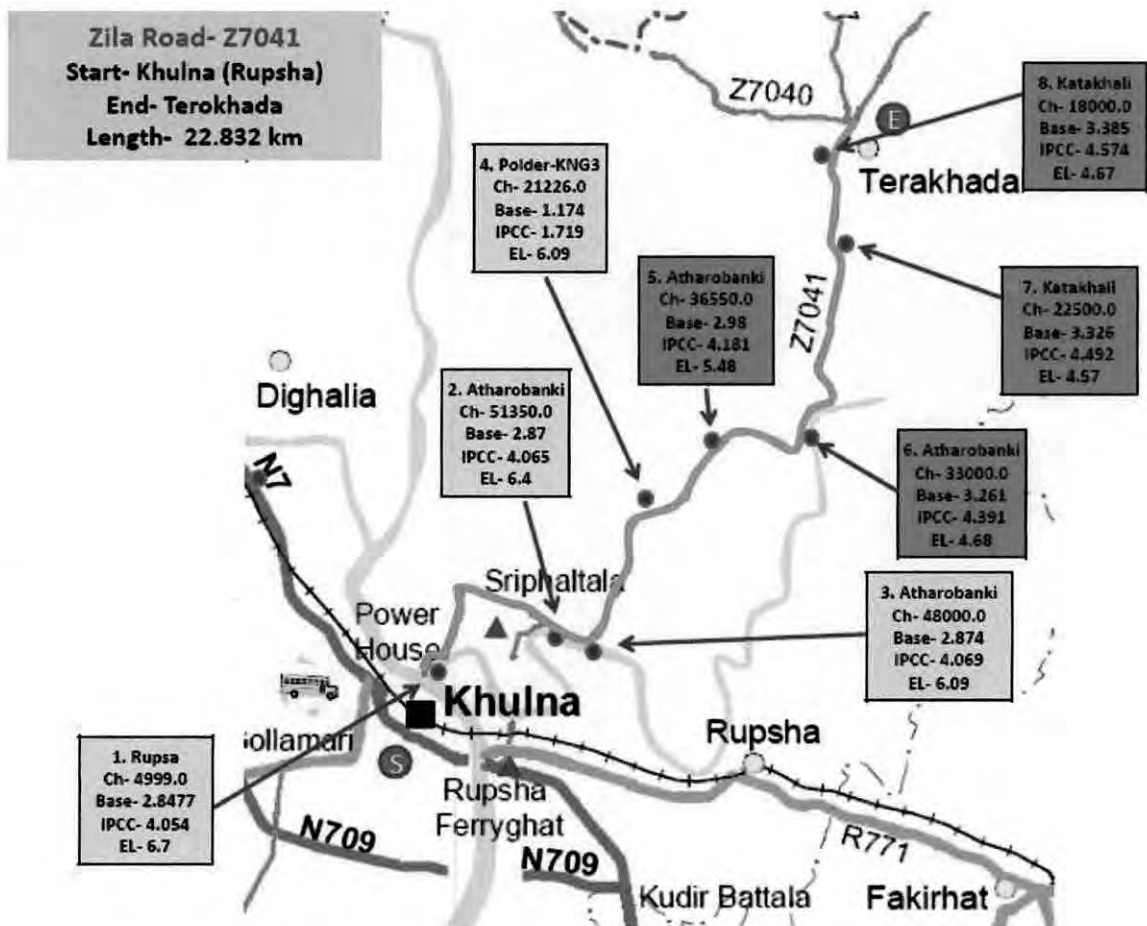 Zila Road- Z7041
Start- Khulna (Rupsha)
End- Terokhada
Length- 22.832 km
Z7040
E
Terakhada
8. Katakhali
Ch- 18000.0
Base- 3.385
IPCC- 4.574
EL- 4.67
4. Polder-KNG3
Ch- 21226.0
Base- 1.174
IPCC- 1.719
EL- 6.09
5. Atharobanki
Ch- 36550.0
Base- 2.98
IPCC- 4.181
EL- 5.48
Z7041
7. Katakhali
Ch- 22500.0
Base- 3.326
IPCC- 4.492
EL- 4.57
Dighalia
2. Atharobanki
Ch- 51350.0
Base- 2.87
IPCC- 4.065
EL- 6.4
6. Atharobanki
Ch- 33000.0
Base- 3.261
IPCC- 4.391
EL- 4.68
N7
Sriphaltala
3. Atharobanki
Ch- 48000.0
Base- 2.874
IPCC- 4.069
EL- 6.09
Power
House
Khulna
ollamari
S
Rupsha
1. Rupsa
Ch- 4999.0
Base- 2.8477
IPCC- 4.054
EL- 6.7
Rupsha
Ferryghat
N709
N709
R771
Kudir Battala
Fakirhat